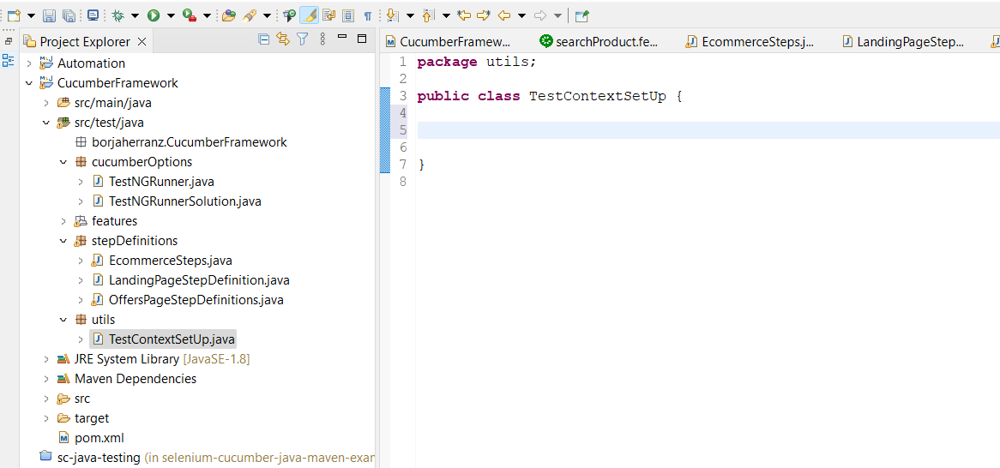 Project Explorer
Automation
CucumberFramework
src/main/java
src/test/java
borjaherranz.CucumberFramework
cucumberOptions
TestNGRunner.java
TestNGRunnerSolution.java
features
stepDefinitions
EcommerceSteps.java
LandingPageStepDefinition.java
OffersPageStepDefinitions.java
utils
TestContextSetUp.java
JRE System Library [JavaSE-1.8]
Maven Dependencies
src
target
pom.xml
sc-java-testing (in selenium-cucumber-java-maven-exar
CucumberFramew... searchProduct.fe... EcommerceSteps.j... LandingPageStep...
1 package utils;
2
3 public class TestContextSetUp {
4
5
6
7 }
8